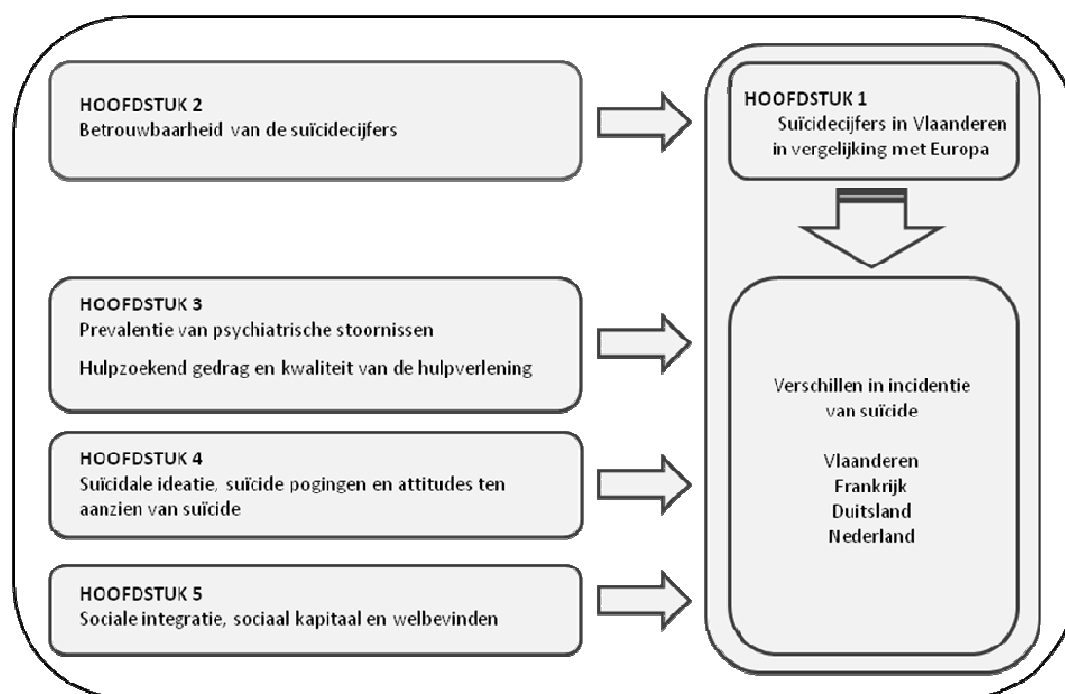 HOOFDSTUK 2
Betrouwbaarheid van de suïcidecijfers
HOOFDSTUK 1
Suïcidecijfers in Vlaanderen
in vergelijking met Europa
HOOFDSTUK 3
Prevalentie van psychiatrische stoornissen
Hulpzoekend gedrag en kwaliteit van de hulpverlening
HOOFDSTUK 4
Suïcidale ideatie, suïcide pogingen en attitudes ten
aanzien van suïcide
HOOFDSTUK 5
Sociale integratie, sociaal kapitaal en welbevinden
Verschillen in incidentie
van suïcide
Vlaanderen
Frankrijk
Duitsland
Nederland